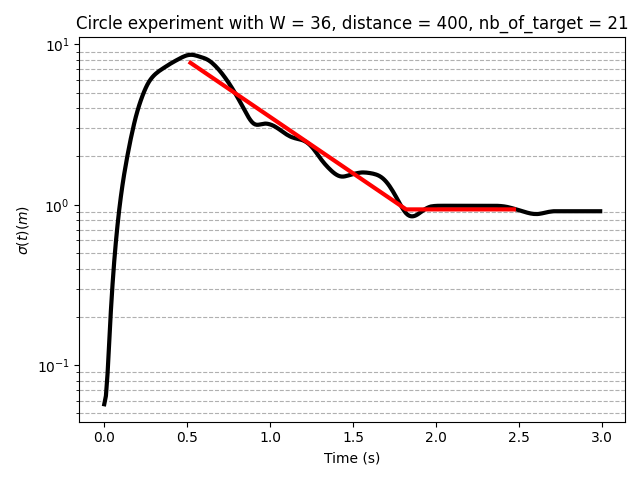 Circle experiment with W = 36, distance = 400, nb_of_target = 21
10¹
10⁰
10⁻¹
σ(t)(m)
0.0 0.5 1.0 1.5 2.0 2.5 3.0
Time (s)